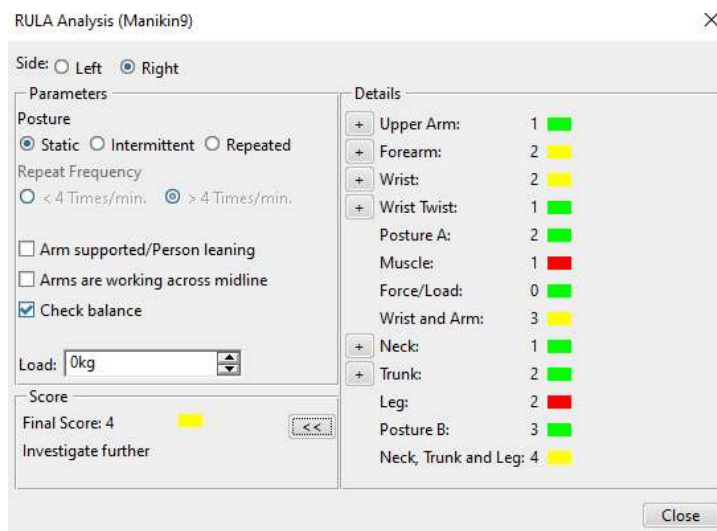 RULA Analysis (Manikin9)
Side: Left Right
Parameters
Posture
Static Intermittent Repeated
Repeat Frequency
< 4 Times/min. > 4 Times/min.
Arm supported/Person leaning
Arms are working across midline
Check balance
Load: 0kg
Score
Final Score: 4
<<
Investigate further
Details
+ Upper Arm: 1
+ Forearm: 2
+ Wrist: 2
+ Wrist Twist: 1
Posture A: 2
Muscle: 1
Force/Load: 0
Wrist and Arm: 3
+ Neck: 1
+ Trunk: 2
Leg: 2
Posture B: 3
Neck, Trunk and Leg: 4
Close